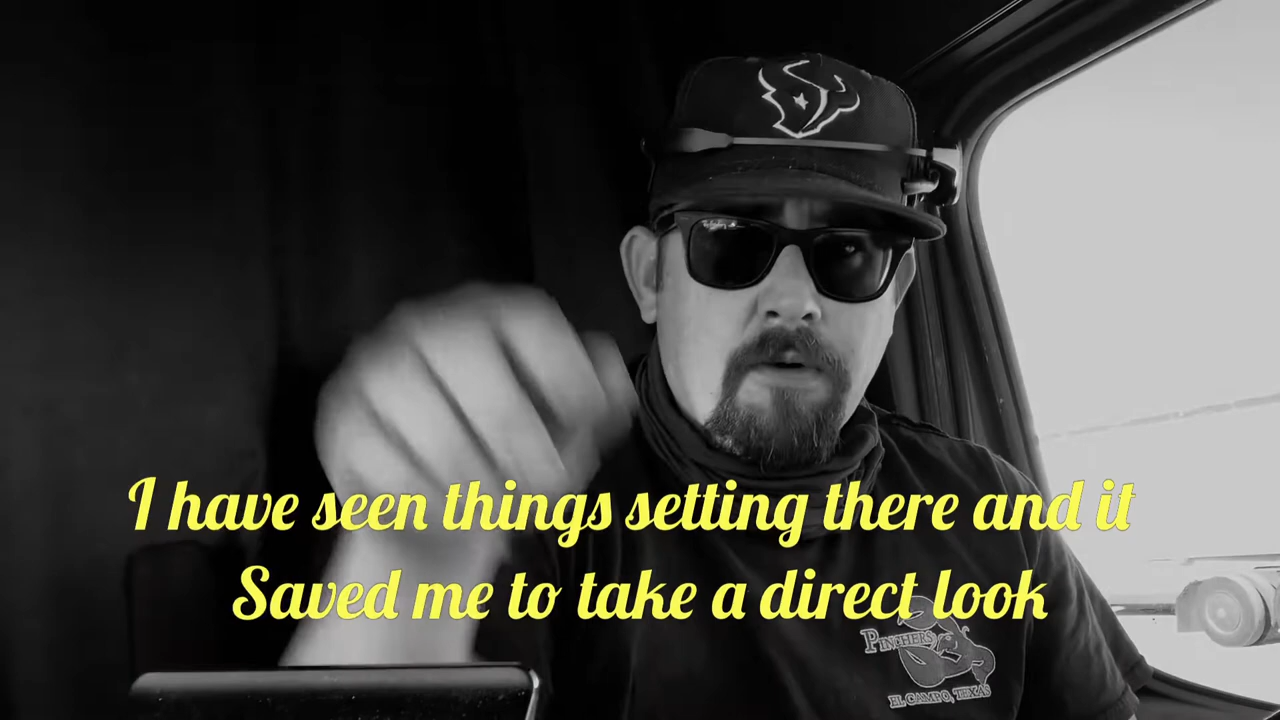 I have seen things setting there and it
Saved me to take a direct look
PINCHERS
EL CAMPO, TEXAS